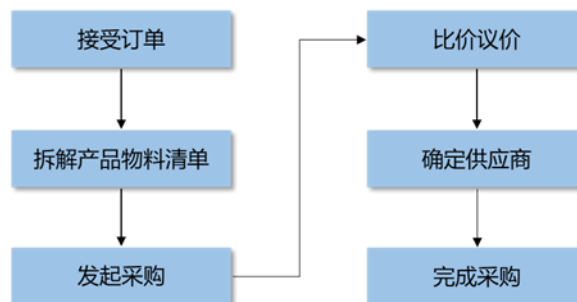 接受订单
拆解产品物料清单
发起采购
比价议价
确定供应商
完成采购